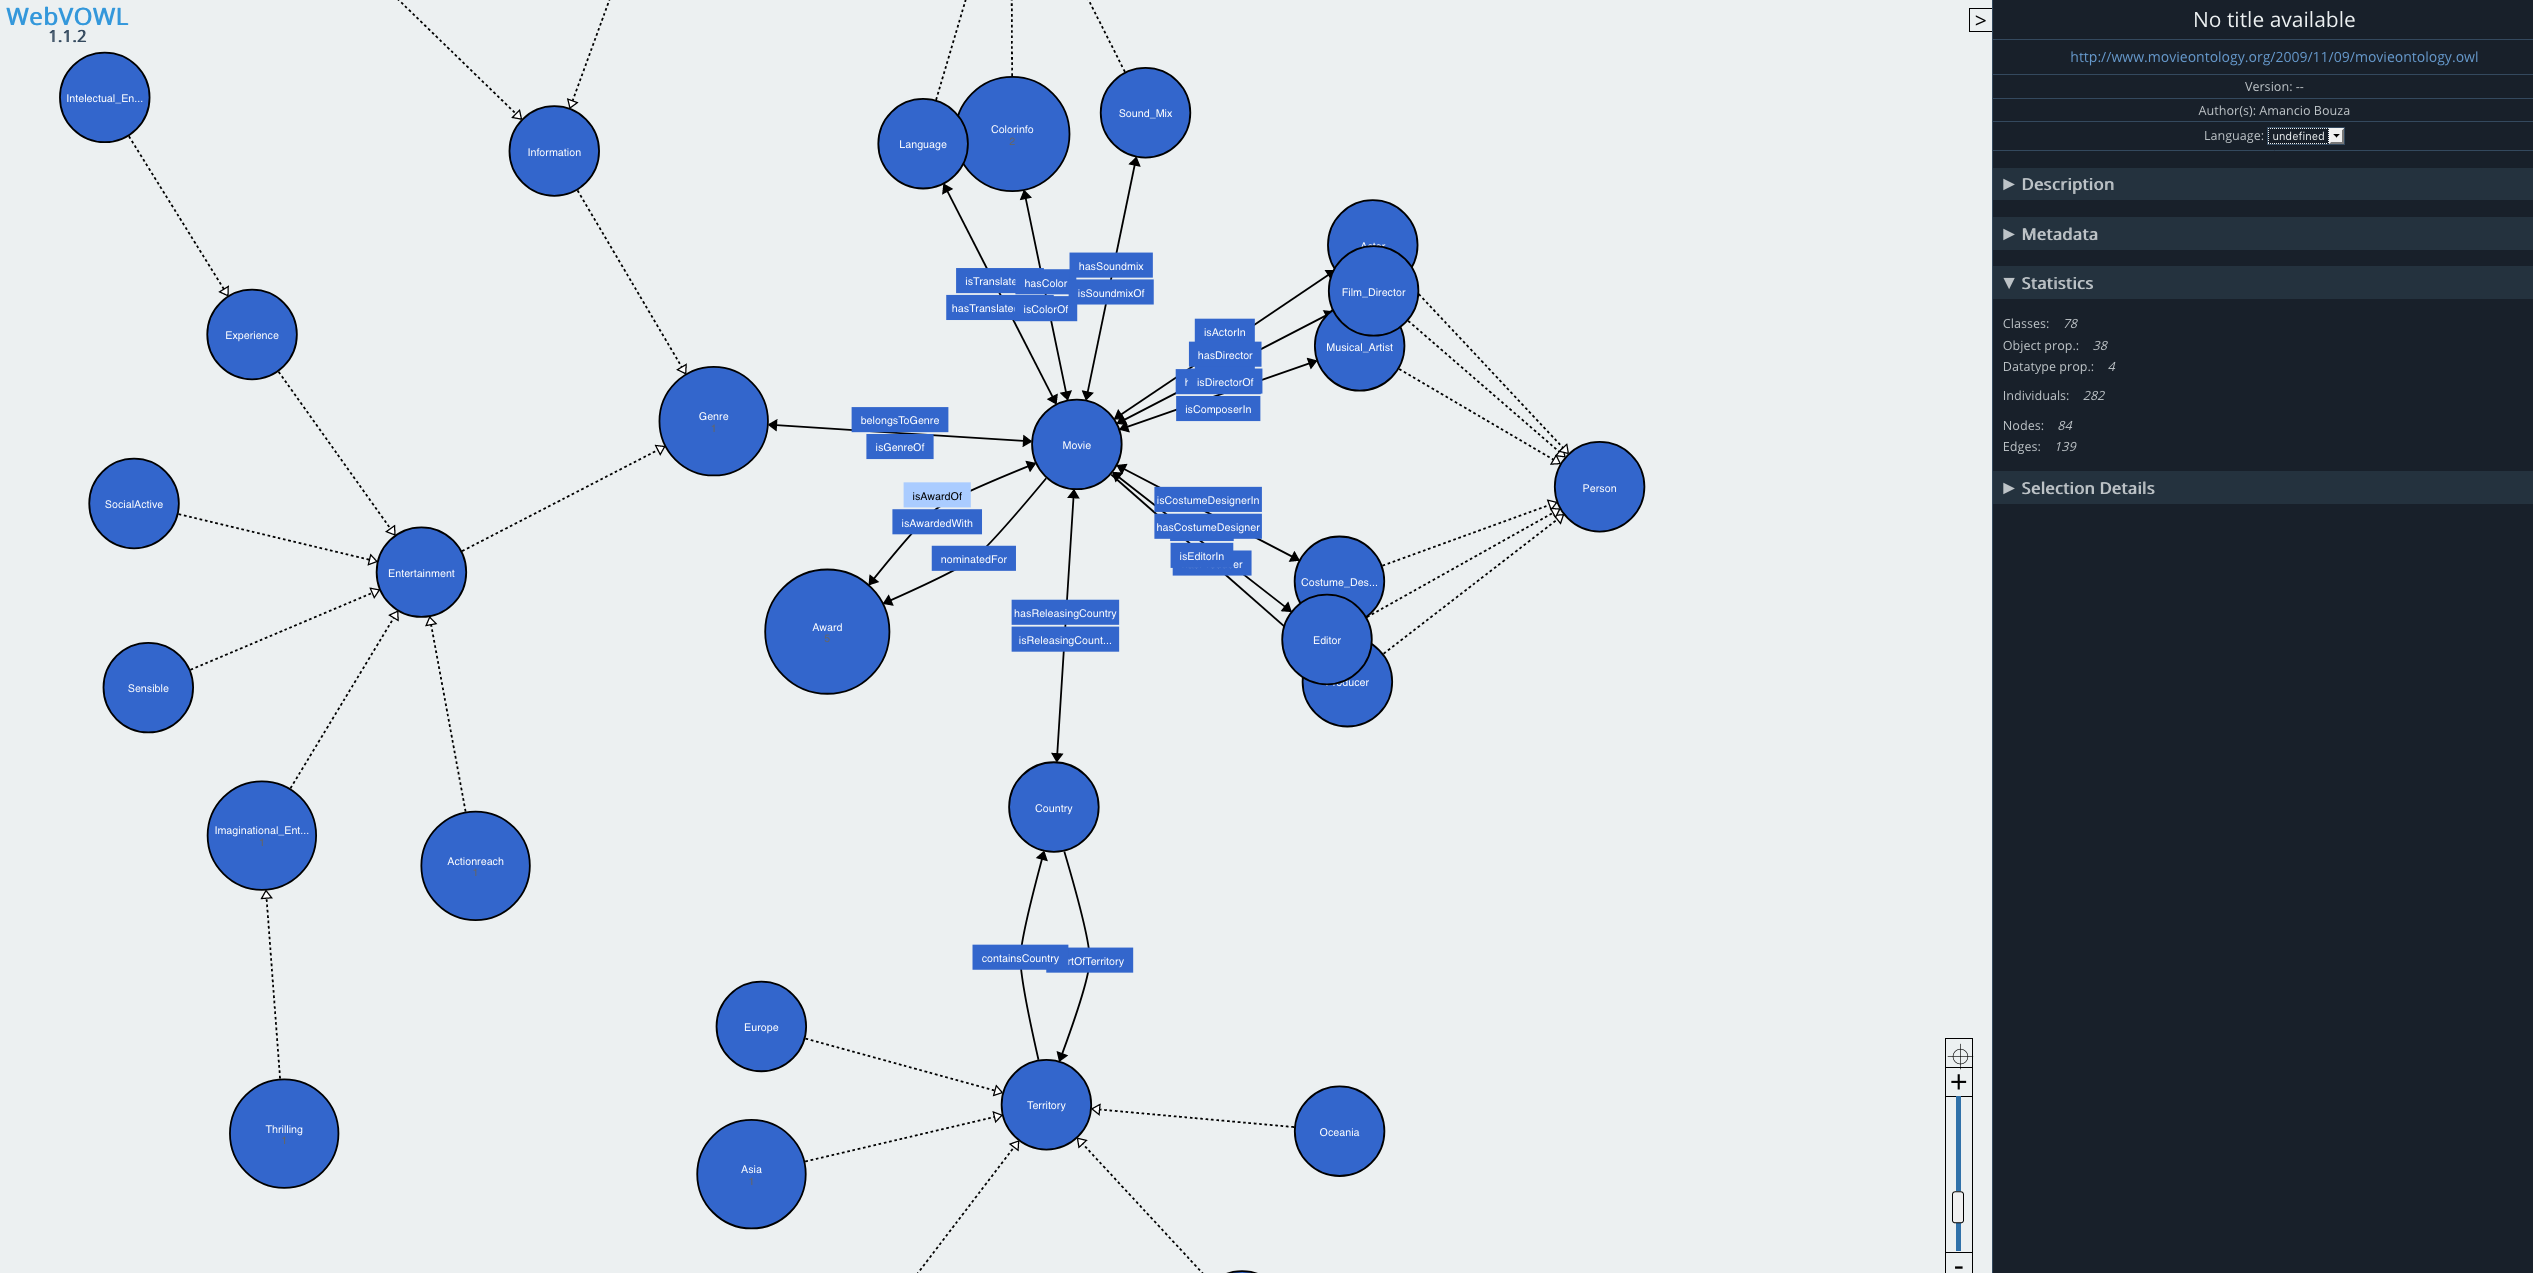 WebVOWL
1.1.2
Intelectual_En...
Information
Language
Colorinfo
Sound_Mix
Experience
Genre
isTranslate
hasTranslate
hasColor
isColorOf
hasSoundmix
isSoundmixOf
Film_Director
Musical_Artist
isActorIn
hasDirector
isDirectorOf
isComposerIn
belongsToGenre
isGenreOf
Movie
Person
SocialActive
Entertainment
Sensible
isAwardOf
isAwardedWith
nominatedFor
Award
isCostumeDesignerIn
hasCostumeDesigner
isEditorIn
er
Costume_Des...
Editor
ducer
hasReleasingCountry
isReleasingCount...
Imaginational_Ent...
Actionreach
Country
containsCountry
rtOfTerritory
Europe
Territory
Oceania
Thrilling
Asia
>
+
-
No title available
http://www.movieontology.org/2009/11/09/movieontology.owl
Version: --
Author(s): Amancio Bouza
Language: undefined
▶ Description
▶ Metadata
▼ Statistics
Classes: 78
Object prop.: 38
Datatype prop.: 4
Individuals: 282
Nodes: 84
Edges: 139
▶ Selection Details